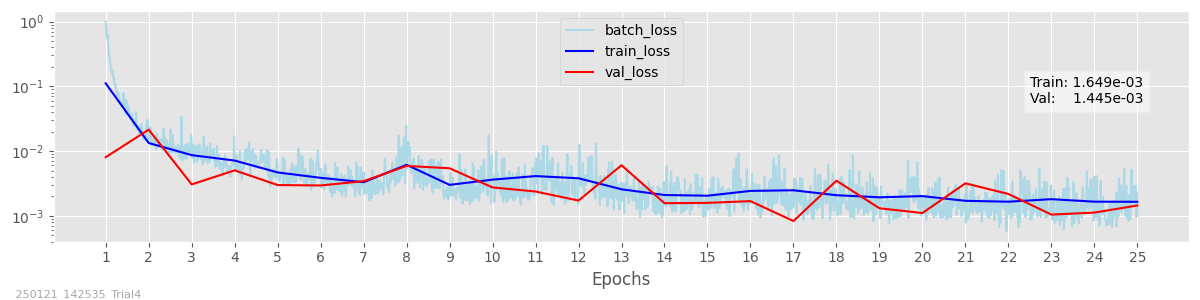 10⁰
10⁻¹
10⁻²
10⁻³
batch_loss
train_loss
val_loss
Train: 1.649e-03
Val: 1.445e-03
1 2 3 4 5 6 7 8 9 10 11 12 13 14 15 16 17 18 19 20 21 22 23 24 25
Epochs
250121_142535_Trial4